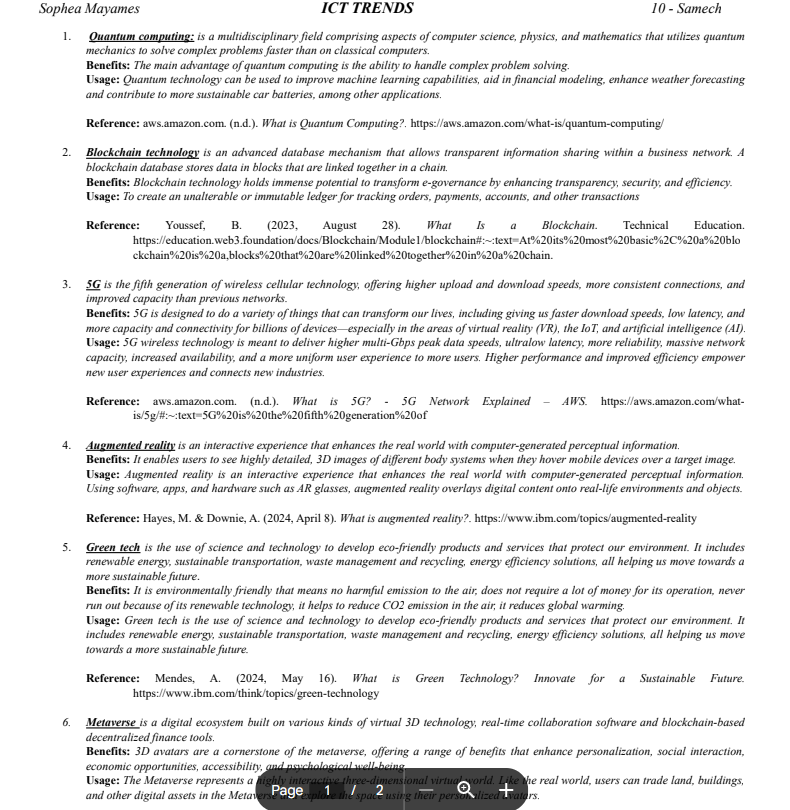 Sophea Mayames ICT TRENDS 10 - Samech
1. Quantum computing: is a multidisciplinary field comprising aspects of computer science, physics, and mathematics that utilizes quantum
mechanics to solve complex problems faster than on classical computers.
Benefits: The main advantage of quantum computing is the ability to handle complex problem solving.
Usage: Quantum technology can be used to improve machine learning capabilities, aid in financial modeling, enhance weather forecasting
and contribute to more sustainable car batteries, among other applications.
Reference: aws.amazon.com. (n.d.). What is Quantum Computing?. https://aws.amazon.com/what-is/quantum-computing/
2. Blockchain technology is an advanced database mechanism that allows transparent information sharing within a business network. A
blockchain database stores data in blocks that are linked together in a chain.
Benefits: Blockchain technology holds immense potential to transform e-governance by enhancing transparency, security, and efficiency.
Usage: To create an unalterable or immutable ledger for tracking orders, payments, accounts, and other transactions
Reference: Youssef, B. (2023, August 28). What Is a Blockchain. Technical Education.
https://education.web3.foundation/docs/Blockchain/Module1/blockchain#:~:text=At%20its%20most%20basic%2C%20a%20blo
ckchain%20is%20a,blocks%20that%20are%20linked%20together%20in%20a%20chain.
3. 5G is the fifth generation of wireless cellular technology, offering higher upload and download speeds, more consistent connections, and
improved capacity than previous networks.
Benefits: 5G is designed to do a variety of things that can transform our lives, including giving us faster download speeds, low latency, and
more capacity and connectivity for billions of devices—especially in the areas of virtual reality (VR), the IoT, and artificial intelligence (AI).
Usage: 5G wireless technology is meant to deliver higher multi-Gbps peak data speeds, ultralow latency, more reliability, massive network
capacity, increased availability, and a more uniform user experience to more users. Higher performance and improved efficiency empower
new user experiences and connects new industries.
Reference: aws.amazon.com. (n.d.). What is 5G? - 5G Network Explained – AWS. https://aws.amazon.com/what-
is/5g/#:~:text=5G%20is%20the%20fifth%20generation%20of
4. Augmented reality is an interactive experience that enhances the real world with computer-generated perceptual information.
Benefits: It enables users to see highly detailed, 3D images of different body systems when they hover mobile devices over a target image.
Usage: Augmented reality is an interactive experience that enhances the real world with computer-generated perceptual information.
Using software, apps, and hardware such as AR glasses, augmented reality overlays digital content onto real-life environments and objects.
Reference: Hayes, M. & Downie, A. (2024, April 8). What is augmented reality?. https://www.ibm.com/topics/augmented-reality
5. Green tech is the use of science and technology to develop eco-friendly products and services that protect our environment. It includes
renewable energy, sustainable transportation, waste management and recycling, energy efficiency solutions, all helping us move towards a
more sustainable future.
Benefits: It is environmentally friendly that means no harmful emission to the air, does not require a lot of money for its operation, never
run out because of its renewable technology, it helps to reduce CO2 emission in the air, it reduces global warming.
Usage: Green tech is the use of science and technology to develop eco-friendly products and services that protect our environment. It
includes renewable energy, sustainable transportation, waste management and recycling, energy efficiency solutions, all helping us move
towards a more sustainable future.
Reference: Mendes, A. (2024, May 16). What is Green Technology? Innovate for a Sustainable Future.
https://www.ibm.com/think/topics/green-technology
6. Metaverse is a digital ecosystem built on various kinds of virtual 3D technology, real-time collaboration software and blockchain-based
decentralized finance tools.
Benefits: 3D avatars are a cornerstone of the metaverse, offering a range of benefits that enhance personalization, social interaction,
economic opportunities, accessibility, and psychological well-being
Usage: The Metaverse represents a highly interactive three-dimensional virtual world. Like the real world, users can trade land, buildings,
and other digital assets in the Metaverse and explore the space using their personalized avatars.
Page 1 / 2